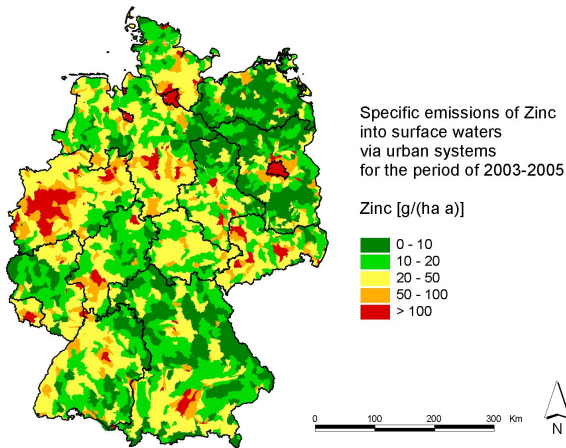 Specific emissions of Zinc
into surface waters
via urban systems
for the period of 2003-2005
Zinc [g/(ha a)]
0 - 10
10 - 20
20 - 50
50 - 100
> 100
0 100 200 300 Km
N